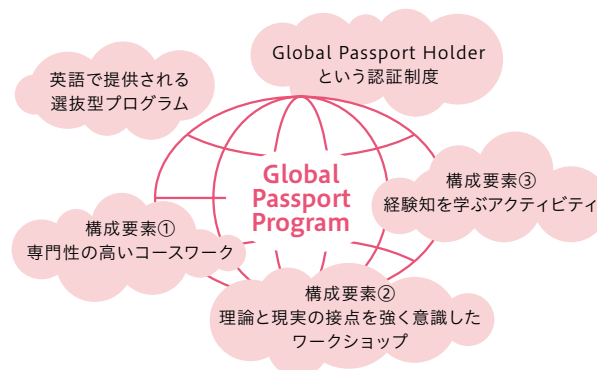 Global Passport Holder
という認証制度
英語で提供される
選抜型プログラム
Global
Passport
Program
構成要素③
経験知を学ぶアクティビティ
構成要素①
専門性の高いコースワーク
構成要素②
理論と現実の接点を強く意識した
ワークショップ